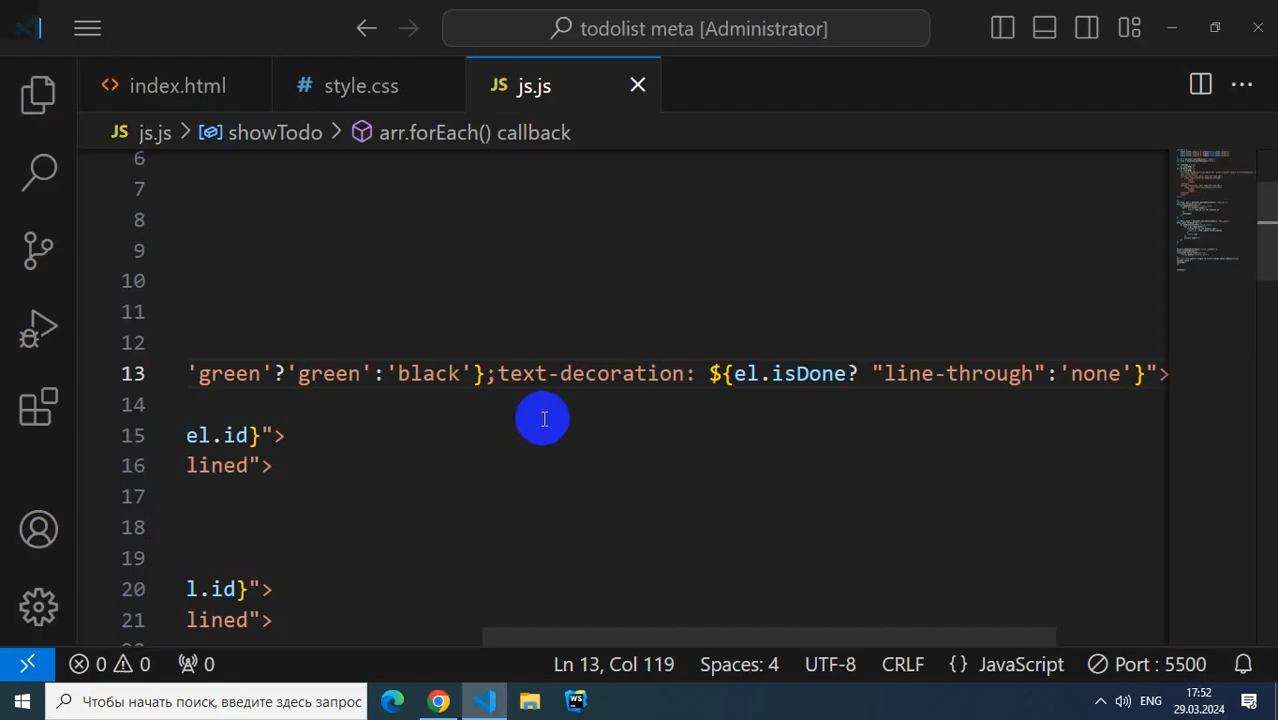 todolist meta [Administrator]
index.html
# style.css
JS js.js
JS js.js > showTodo > arr.forEach() callback
6
7
8
9
10
11
12
13 'green'?'green':'black'};text-decoration: ${el.isDone? "line-through":'none'}">
14
15 el.id}">
16 lined">
17
18
19
20 l.id}">
21 lined">
0 0 0 Ln 13, Col 119 Spaces: 4 UTF-8 CRLF {} JavaScript Port : 5500
Чтобы начать поиск, введите здесь запрос
WS
ENG
17:52
29.03.2024